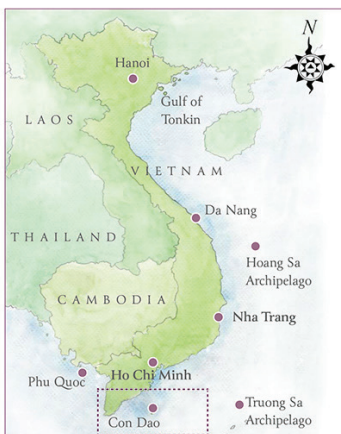 N
Hanoi
Gulf of
Tonkin
LAOS
VIETNAM
Da Nang
THAILAND
Hoang Sa
Archipelago
CAMBODIA
Nha Trang
Ho Chi Minh
Phu Quoc
Truong Sa
Archipelago
Con Dao